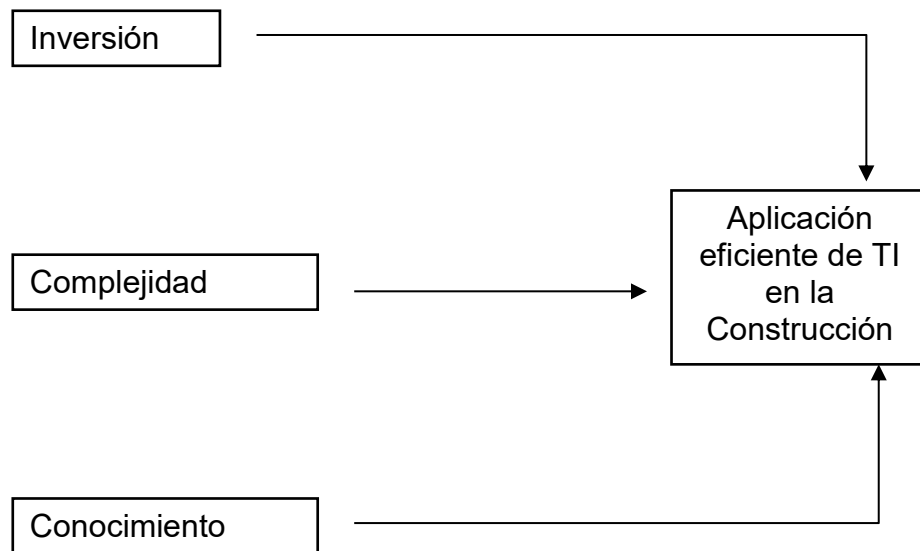 Inversión
Aplicación
eficiente de TI
en la
Construcción
Complejidad
Conocimiento